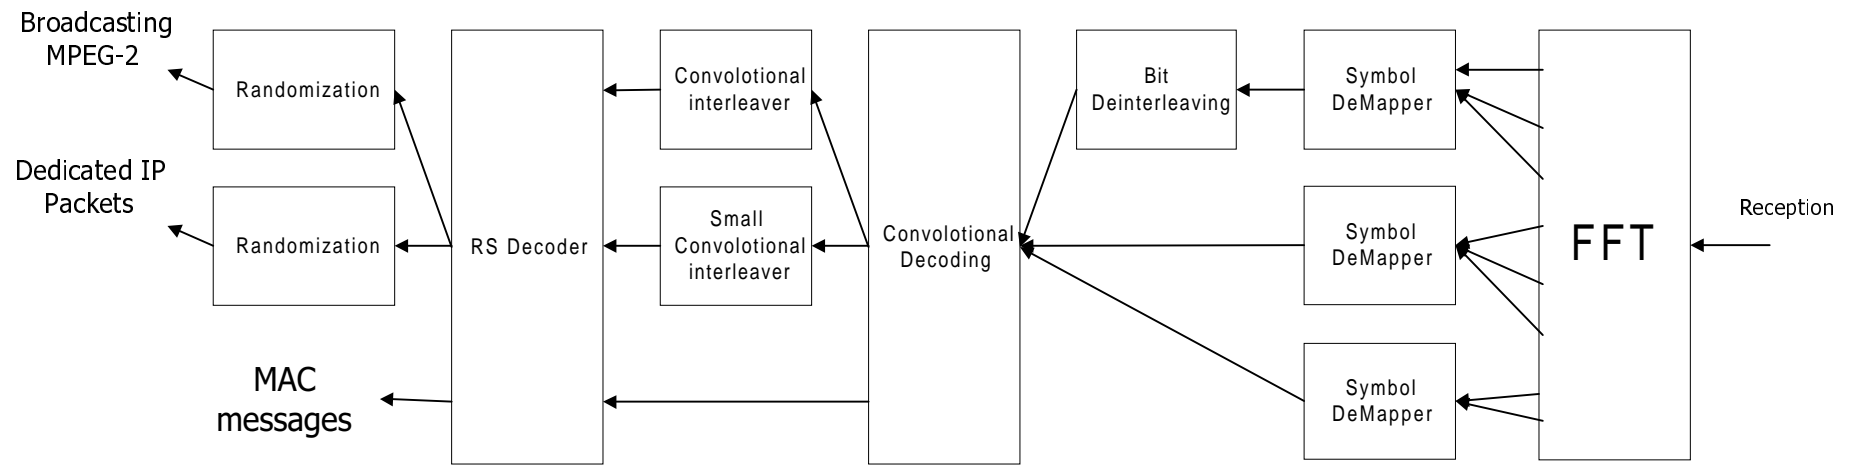 Broadcasting
MPEG-2
Randomization
Convolotional
interleaver
Bit
Deinterleaving
Symbol
DeMapper
Dedicated IP
Packets
Randomization
RS Decoder
Small
Convolotional
interleaver
Convolotional
Decoding
Symbol
DeMapper
FFT
Reception
MAC
messages
Symbol
DeMapper